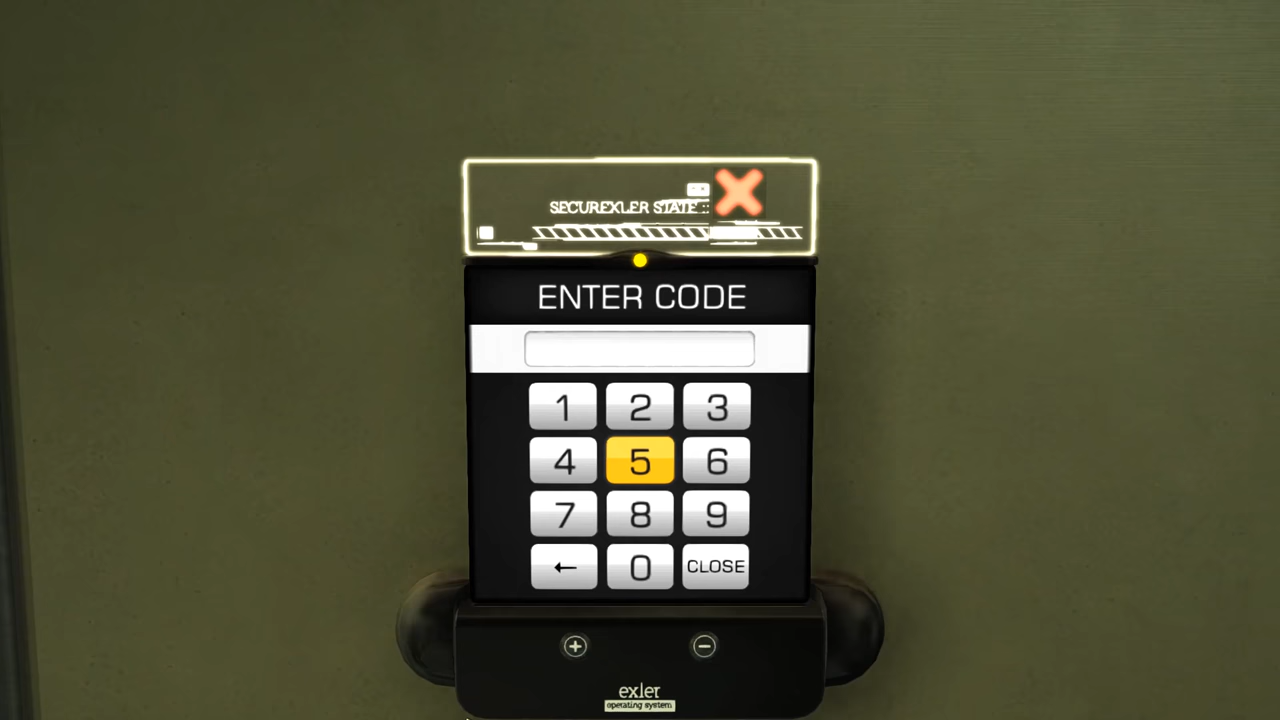 SECUREXLER STATE ::
ENTER CODE
1 2 3
4 5 6
7 8 9
← 0 CLOSE
+ −
exler
operating system